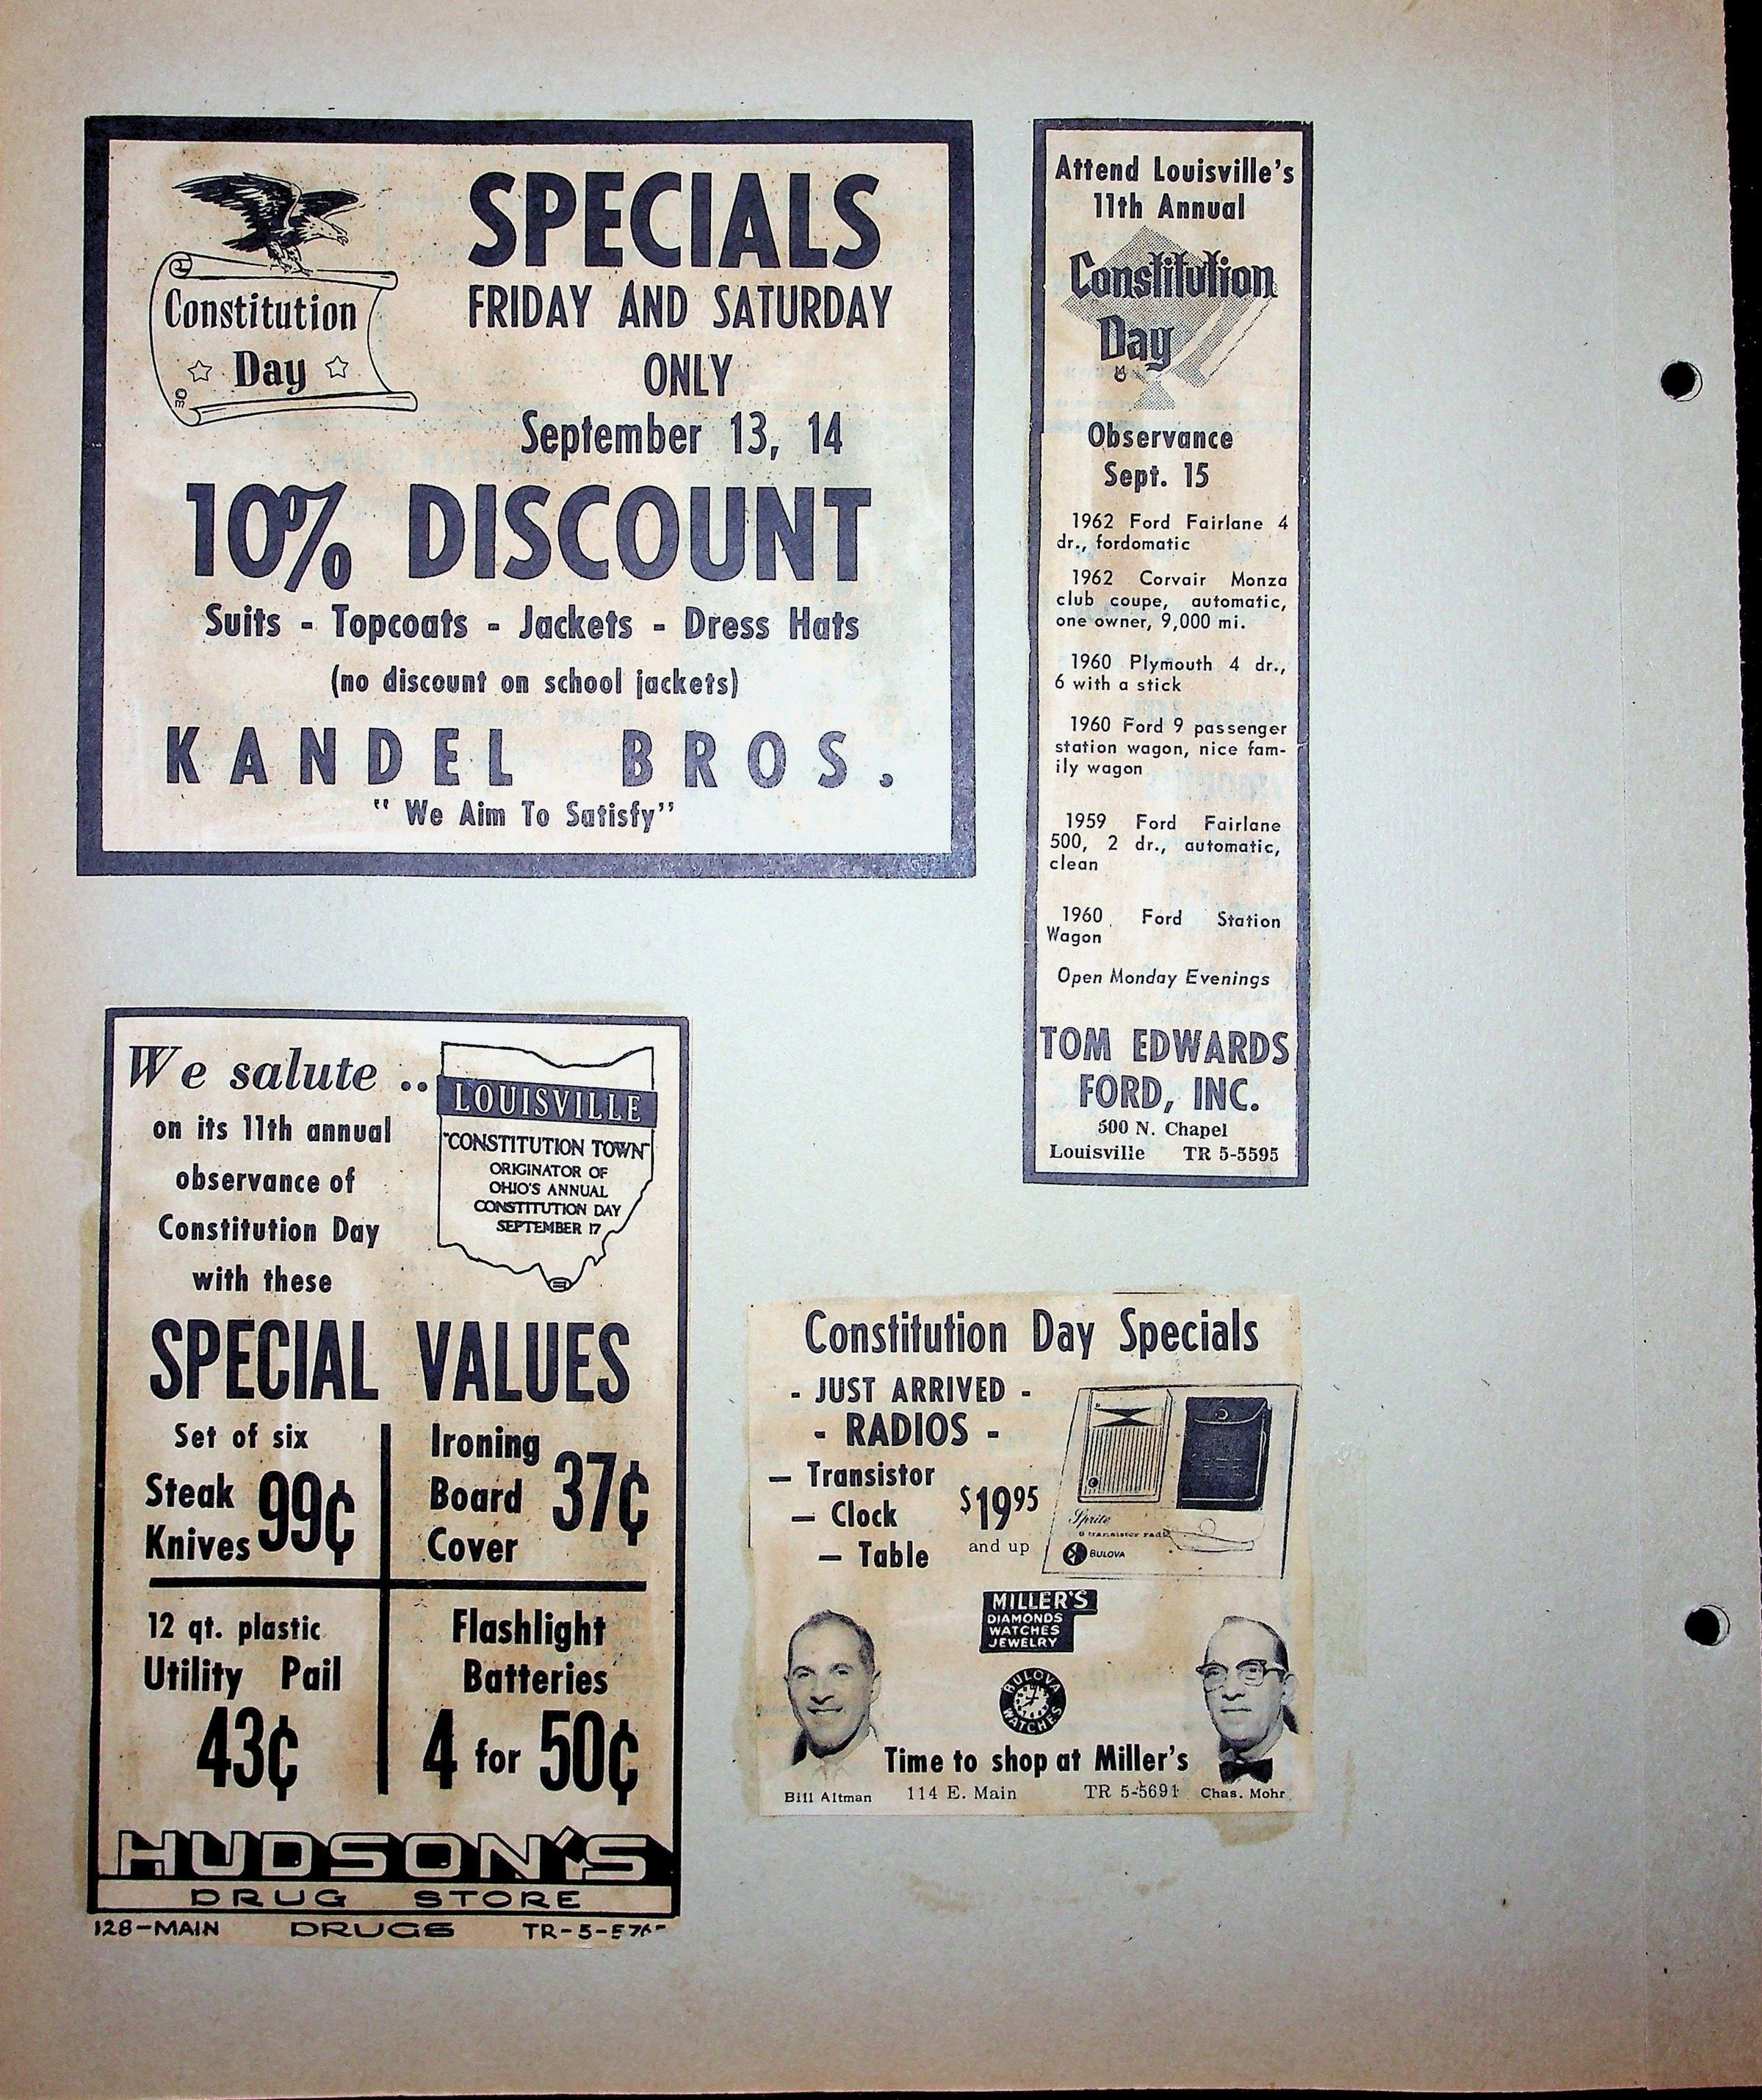 Constitution
Day
SPECIALS
FRIDAY AND SATURDAY
ONLY
September 13, 14
10% DISCOUNT
Suits - Topcoats - Jackets - Dress Hats
(no discount on school jackets)
KANDEL BROS.
"We Aim To Satisfy"
Attend Louisville's
11th Annual
Constitution
Day
Observance
Sept. 15
1962 Ford Fairlane 4
dr., fordomatic
1962 Corvair Monza
club coupe, automatic,
one owner, 9,000 mi.
1960 Plymouth 4 dr.,
6 with a stick
1960 Ford 9 passenger
station wagon, nice fam-
ily wagon
1959 Ford Fairlane
500, 2 dr., automatic,
clean
1960 Ford Station
Wagon
Open Monday Evenings
TOM EDWARDS
FORD, INC.
500 N. Chapel
Louisville TR 5-5595
We salute ..
on its 11th annual
observance of
Constitution Day
with these
LOUISVILLE
"CONSTITUTION TOWN"
ORIGINATOR OF
OHIO'S ANNUAL
CONSTITUTION DAY
SEPTEMBER 17
SPECIAL VALUES
Set of six
Steak
Knives 99¢
Ironing
Board
Cover 37¢
12 qt. plastic
Utility Pail
43¢
Flashlight
Batteries
4 for 50¢
HUDSON'S
DRUG STORE
128-MAIN DRUGS
Constitution Day Specials
- JUST ARRIVED -
- RADIOS -
— Transistor
— Clock
— Table
$19.95
and up
Sprite
6 transistor radio
BULOVA
MILLER'S
DIAMONDS
WATCHES
JEWELRY
BULOVA
WATCHES
Time to shop at Miller's
Bill Altman 114 E. Main TR 5-5691 Chas. Mohr